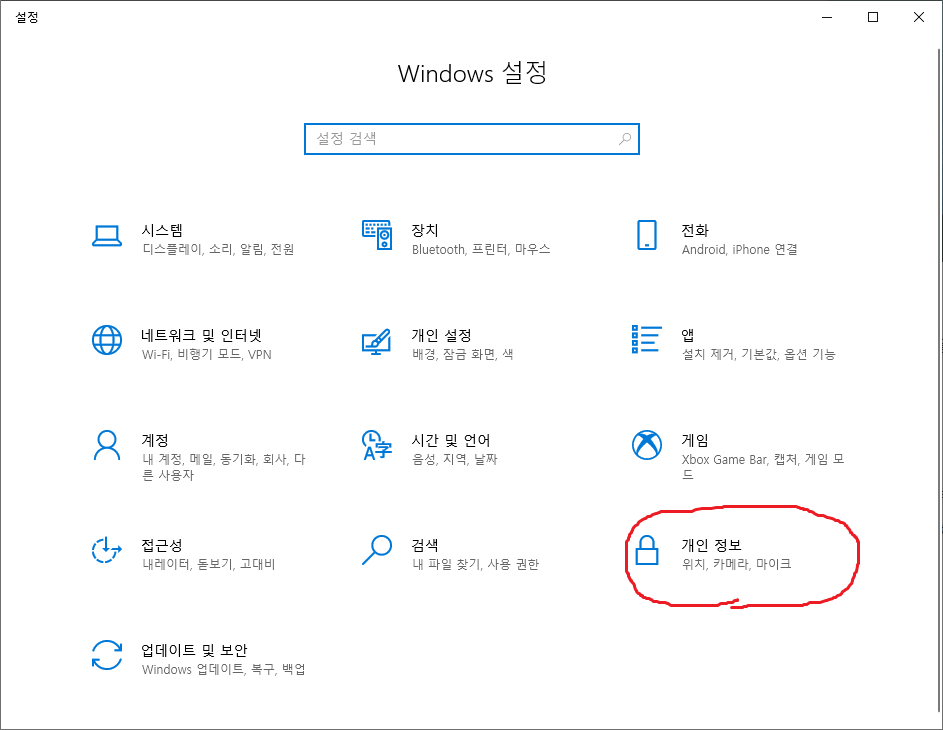 설정
Windows 설정
설정 검색
시스템
디스플레이, 소리, 알림, 전원
장치
Bluetooth, 프린터, 마우스
전화
Android, iPhone 연결
네트워크 및 인터넷
Wi-Fi, 비행기 모드, VPN
개인 설정
배경, 잠금 화면, 색
앱
설치 제거, 기본값, 옵션 기능
계정
내 계정, 메일, 동기화, 회사, 다
른 사용자
시간 및 언어
음성, 지역, 날짜
게임
Xbox Game Bar, 캡처, 게임 모
드
접근성
내레이터, 돋보기, 고대비
검색
내 파일 찾기, 사용 권한
개인 정보
위치, 카메라, 마이크
업데이트 및 보안
Windows 업데이트, 복구, 백업